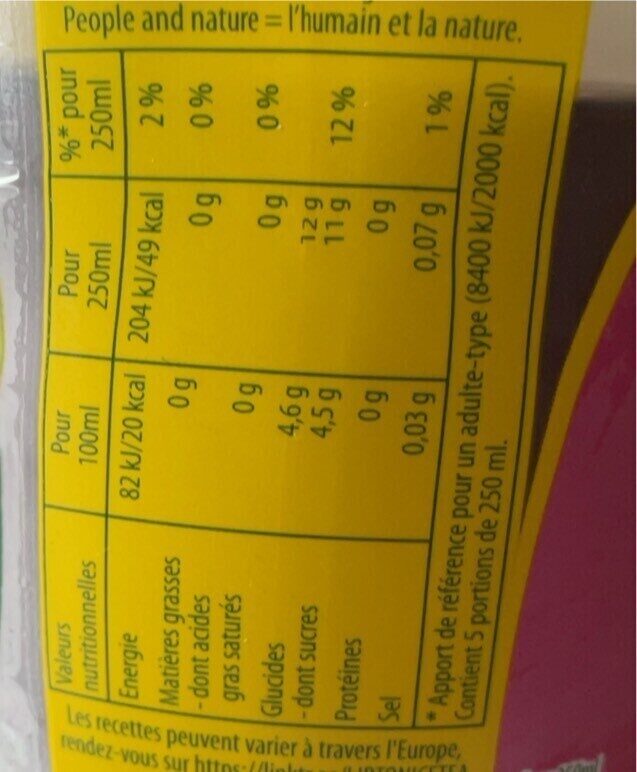 People and nature = l'humain et la nature.
Valeurs nutritionnelles Pour 100ml Pour 250ml %* pour 250ml
Energie 82 kJ/20 kcal 204 kJ/49 kcal 2 %
Matières grasses 0 g 0 g 0 %
- dont acides
gras saturés 0 g 0 g 0 %
Glucides 4,6 g 12 g
- dont sucres 4,5 g 11 g 12 %
Protéines 0 g 0 g
Sel 0,03 g 0,07 g 1 %
* Apport de référence pour un adulte-type (8400 kJ/2000 kcal).
Contient 5 portions de 250 ml.
Les recettes peuvent varier à travers l'Europe,
rendez-vous sur